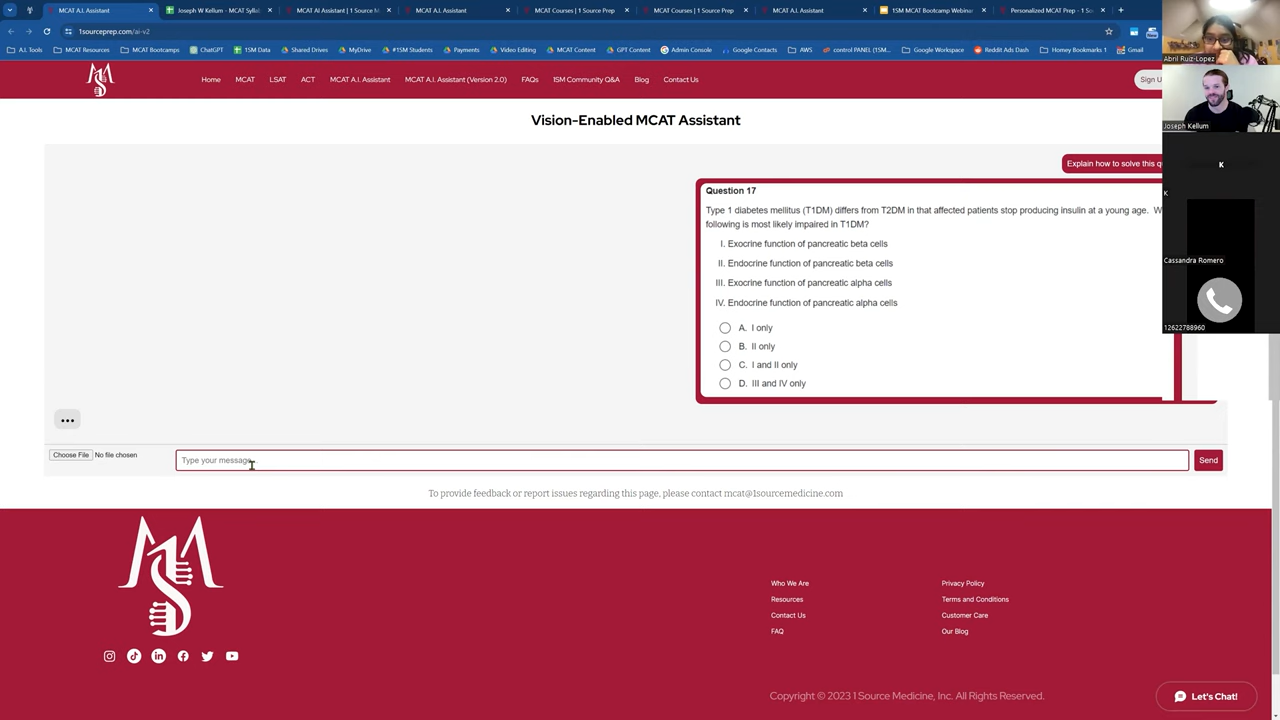 MCAT A.I. Assistant
Joseph W Kellum - MCAT Syllab
MCAT AI Assistant | 1 Source M
MCAT A.I. Assistant
MCAT Courses | 1 Source Prep
MCAT Courses | 1 Source Prep
MCAT A.I. Assistant
1SM MCAT Bootcamp Webinar
Personalized MCAT Prep - 1 So
1sourceprep.com/ai-v2
A.I. Tools
MCAT Resources
MCAT Bootcamps
ChatGPT
1SM Data
Shared Drives
MyDrive
#1SM Students
Payments
Video Editing
MCAT Content
GPT Content
Admin Console
Google Contacts
AWS
control PANEL (1SM...
Google Workspace
Reddit Ads Dash
Homey Bookmarks 1
Gmail
Abril Ruiz-Lopez
Home
MCAT
LSAT
ACT
MCAT A.I. Assistant
MCAT A.I. Assistant (Version 2.0)
FAQs
1SM Community Q&A
Blog
Contact Us
Sign U
Vision-Enabled MCAT Assistant
Joseph Kellum
Explain how to solve this q
K
K
Question 17
Type 1 diabetes mellitus (T1DM) differs from T2DM in that affected patients stop producing insulin at a young age. W
following is most likely impaired in T1DM?
I. Exocrine function of pancreatic beta cells
II. Endocrine function of pancreatic beta cells
III. Exocrine function of pancreatic alpha cells
IV. Endocrine function of pancreatic alpha cells
A. I only
B. II only
C. I and II only
D. III and IV only
Cassandra Romero
12622788960
...
Choose File No file chosen
Type your message...
Send
To provide feedback or report issues regarding this page, please contact mcat@1sourcemedicine.com
Who We Are
Resources
Contact Us
FAQ
Privacy Policy
Terms and Conditions
Customer Care
Our Blog
Copyright © 2023 1 Source Medicine, Inc. All Rights Reserved.
Let's Chat!